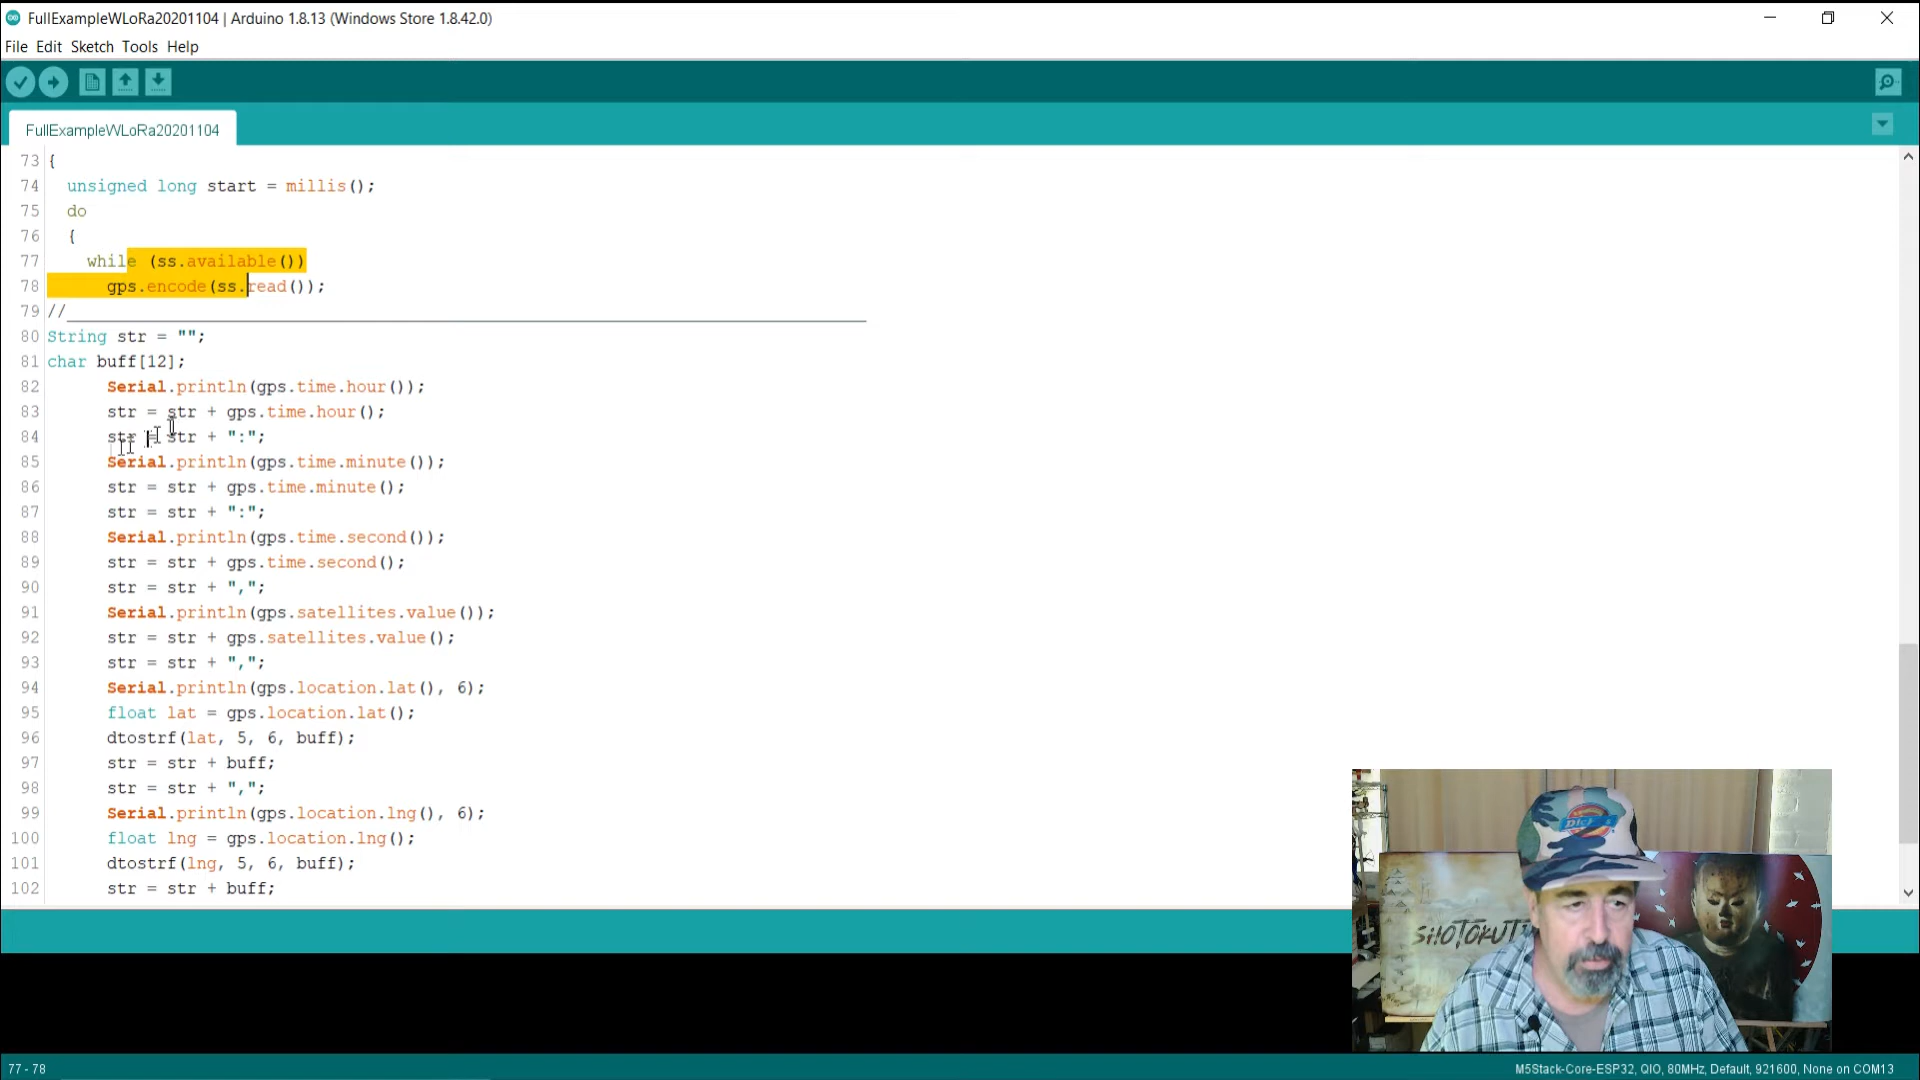 FullExampleWLoRa20201104 | Arduino 1.8.13 (Windows Store 1.8.42.0)
File Edit Sketch Tools Help
FullExampleWLoRa20201104
73 {
74 unsigned long start = millis();
75 do
76 {
77 while (ss.available())
78 gps.encode(ss.read());
79 //________________________________________________________________________________
80 String str = "";
81 char buff[12];
82 Serial.println(gps.time.hour());
83 str = str + gps.time.hour();
84 str = str + ":";
85 Serial.println(gps.time.minute());
86 str = str + gps.time.minute();
87 str = str + ":";
88 Serial.println(gps.time.second());
89 str = str + gps.time.second();
90 str = str + ",";
91 Serial.println(gps.satellites.value());
92 str = str + gps.satellites.value();
93 str = str + ",";
94 Serial.println(gps.location.lat(), 6);
95 float lat = gps.location.lat();
96 dtostrf(lat, 5, 6, buff);
97 str = str + buff;
98 str = str + ",";
99 Serial.println(gps.location.lng(), 6);
100 float lng = gps.location.lng();
101 dtostrf(lng, 5, 6, buff);
102 str = str + buff;
77 - 78
M5Stack-Core-ESP32, QIO, 80MHz, Default, 921600, None on COM13